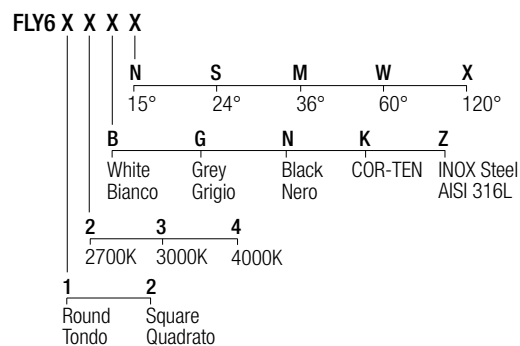 FLY6 X X X X
N S M W X
15° 24° 36° 60° 120°
B G N K Z
White Grey Black COR-TEN INOX Steel
Bianco Grigio Nero AISI 316L
2 3 4
2700K 3000K 4000K
1 2
Round Square
Tondo Quadrato